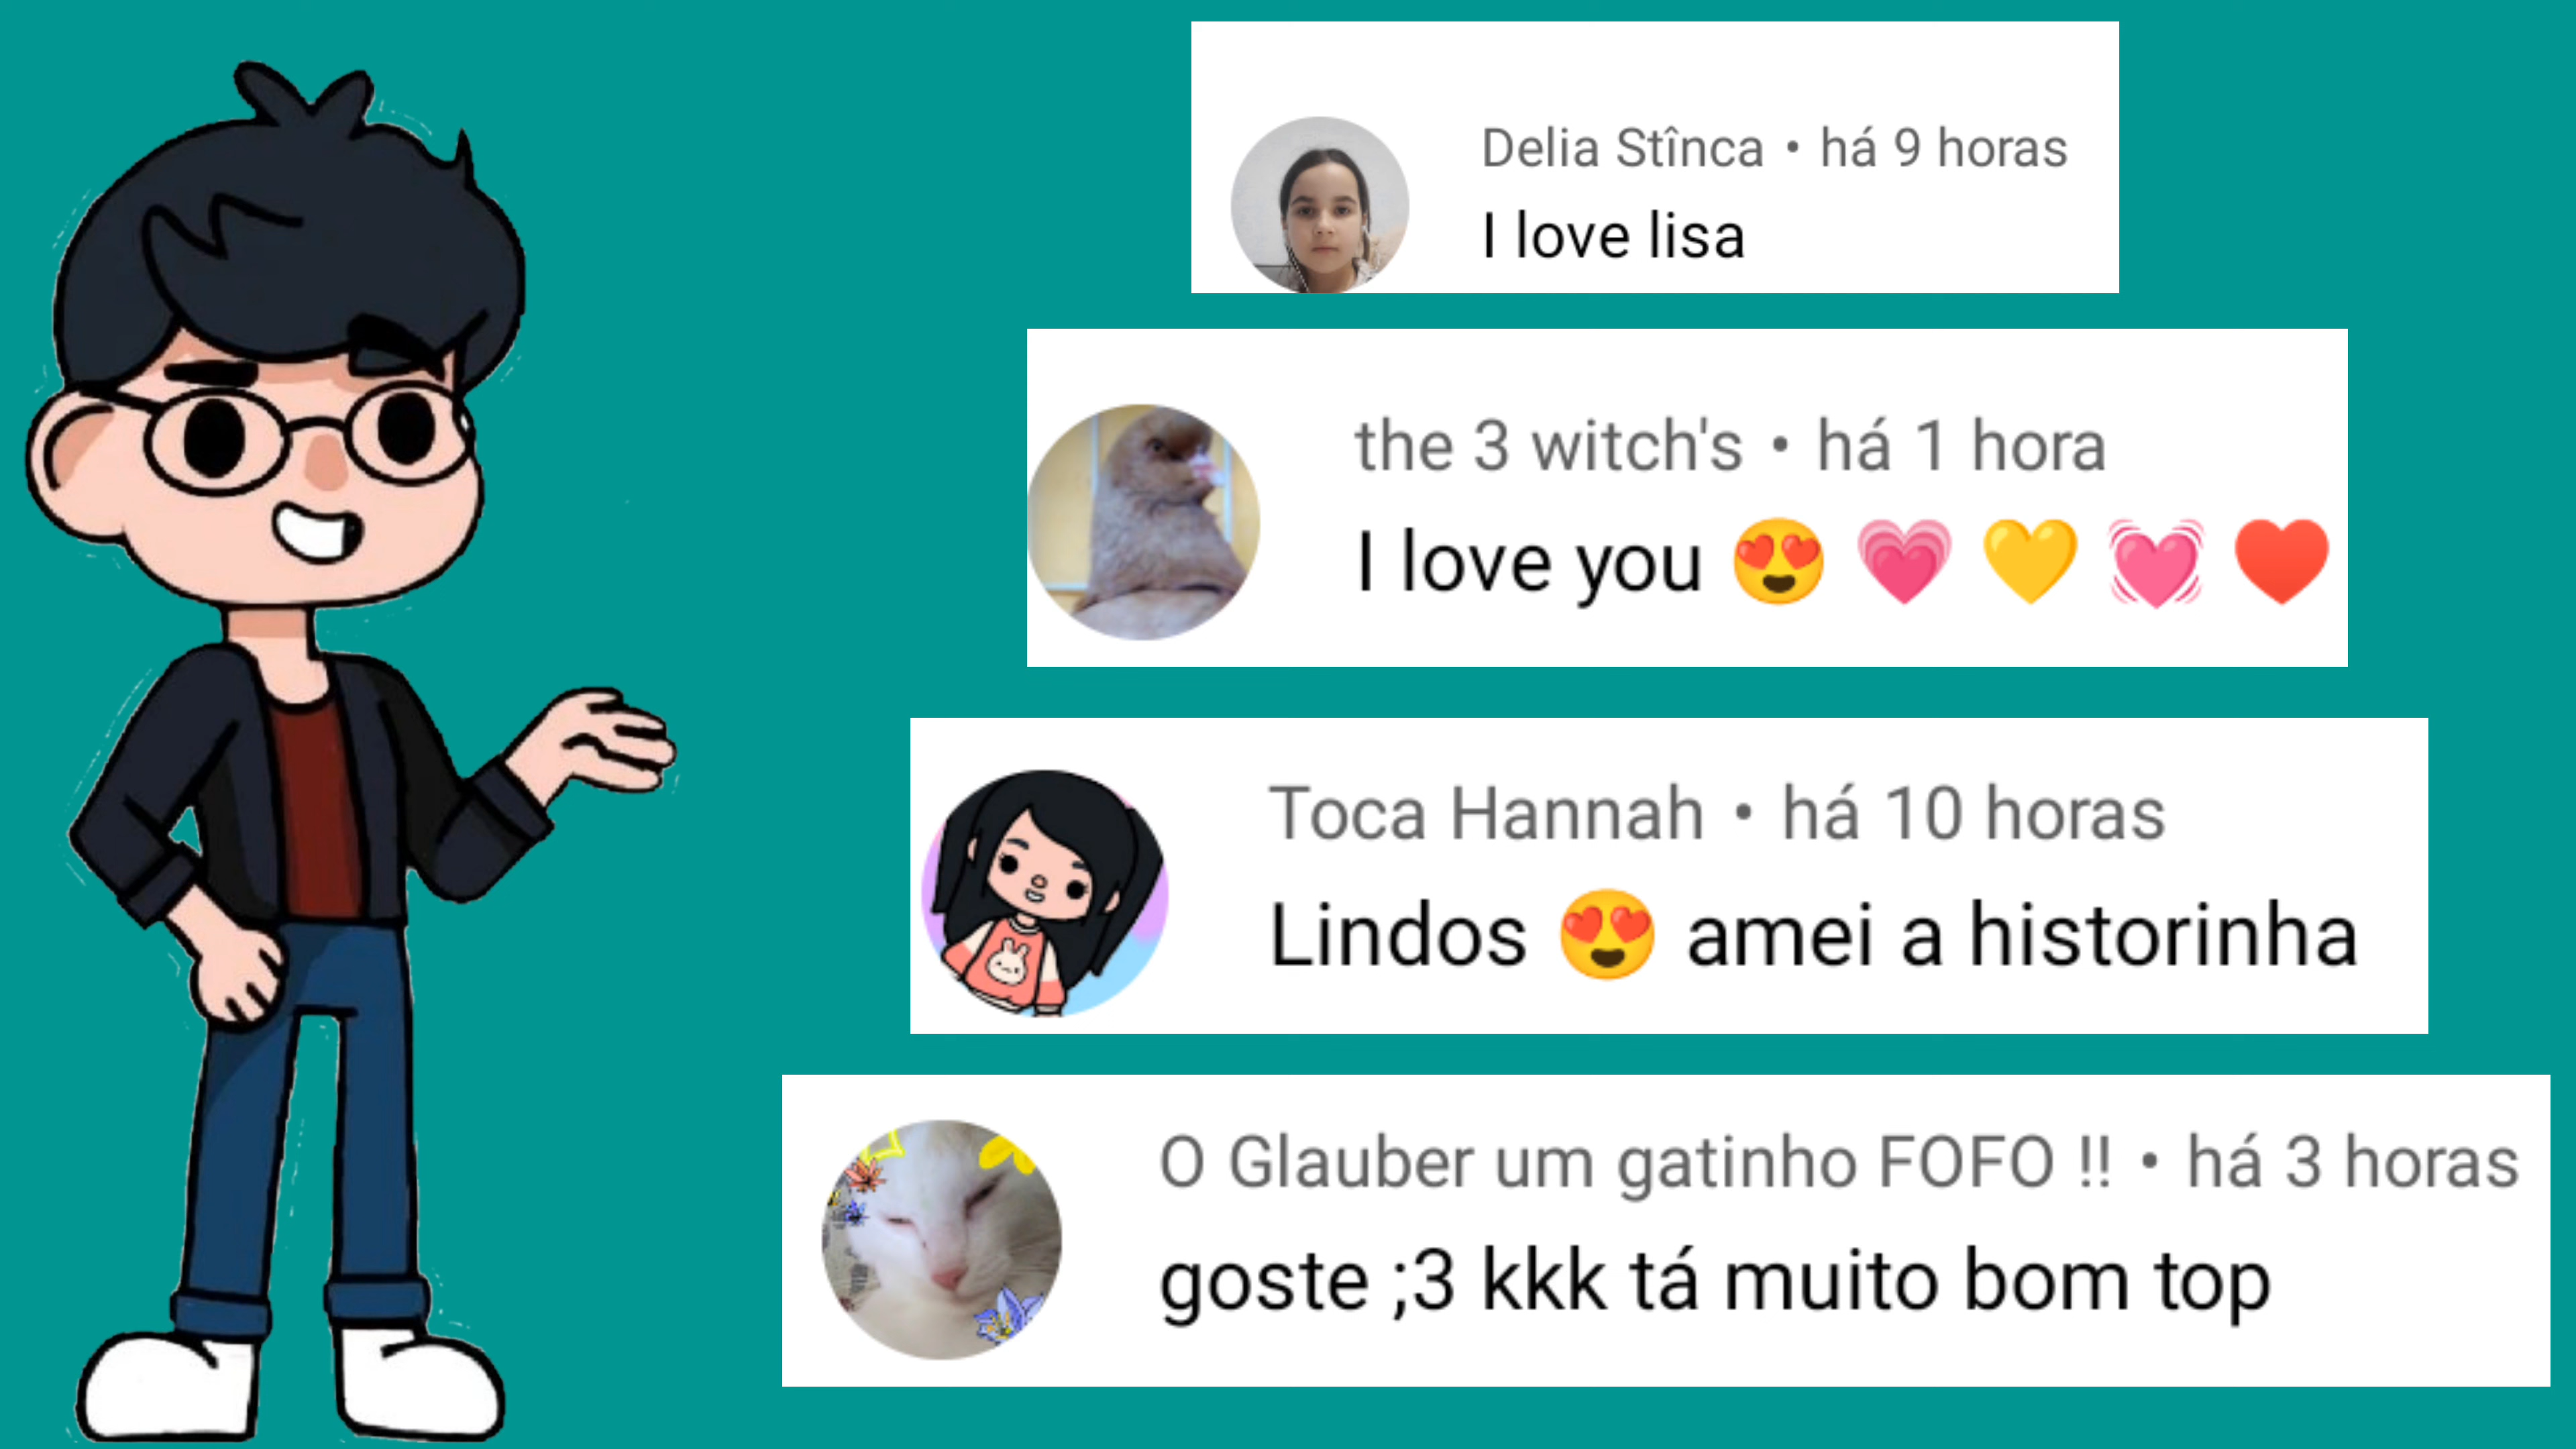 Delia Stînca • há 9 horas
I love lisa
the 3 witch's • há 1 hora
I love you 😍 💗 💛 💓 ♥️
Toca Hannah • há 10 horas
Lindos 😍 amei a historinha
O Glauber um gatinho FOFO !! • há 3 horas
goste ;3 kkk tá muito bom top